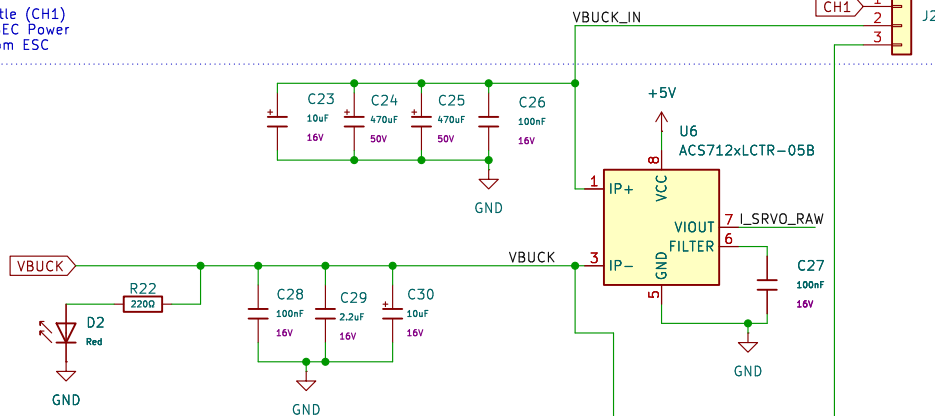 tle (CH1)
EC Power
om ESC
VBUCK_IN
CH1
1
2
3
J2
C23
10uF
16V
C24
470uF
50V
C25
470uF
50V
C26
100nF
16V
GND
+5V
U6
ACS712xLCTR-05B
8
VCC
1
IP+
VIOUT
7
I_SRVO_RAW
FILTER
6
3
IP-
GND
5
C27
100nF
16V
GND
VBUCK
VBUCK
R22
220Ω
D2
Red
GND
C28
100nF
16V
C29
2.2uF
16V
C30
10uF
16V
GND